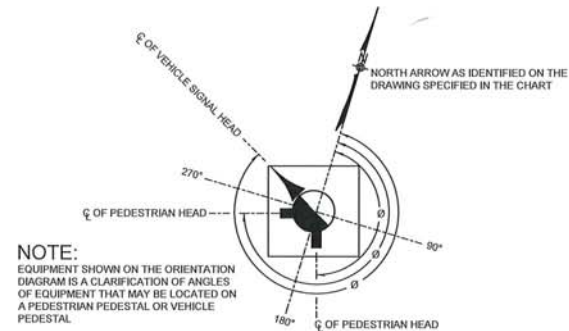 N
NORTH ARROW AS IDENTIFIED ON THE
DRAWING SPECIFIED IN THE CHART
℄ OF VEHICLE SIGNAL HEAD
270°
℄ OF PEDESTRIAN HEAD
Ø
90°
Ø
Ø
180°
℄ OF PEDESTRIAN HEAD
NOTE:
EQUIPMENT SHOWN ON THE ORIENTATION
DIAGRAM IS A CLARIFICATION OF ANGLES
OF EQUIPMENT THAT MAY BE LOCATED ON
A PEDESTRIAN PEDESTAL OR VEHICLE
PEDESTAL